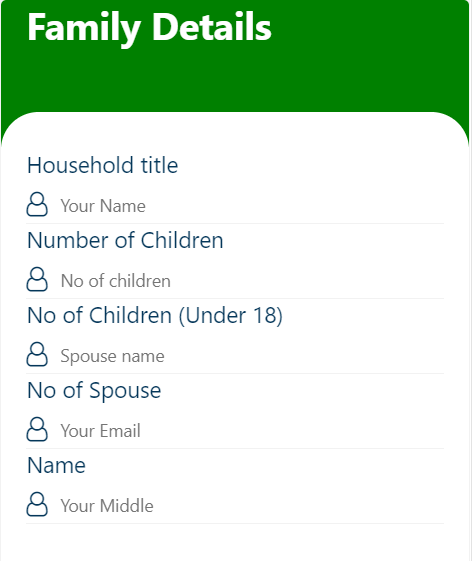 Family Details
Household title
Your Name
Number of Children
No of children
No of Children (Under 18)
Spouse name
No of Spouse
Your Email
Name
Your Middle